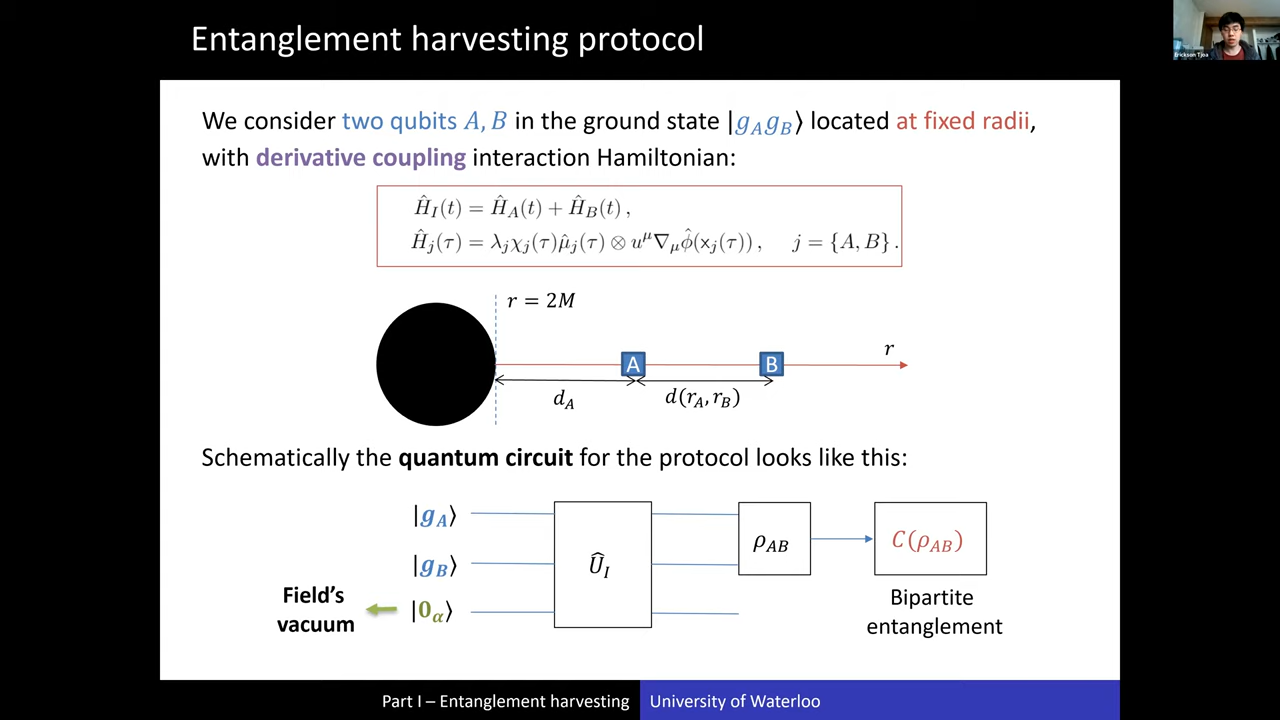 Entanglement harvesting protocol
Erickson Tjoa
We consider two qubits A, B in the ground state |g_A g_B⟩ located at fixed radii,
with derivative coupling interaction Hamiltonian:
Ĥ_I(t) = Ĥ_A(t) + Ĥ_B(t) ,
Ĥ_j(τ) = λ_j χ_j(τ) μ̂_j(τ) ⊗ u^μ ∇_μ ϕ̂(x_j(τ)) , j = {A, B} .
r = 2M
A
B
r
d_A
d(r_A, r_B)
Schematically the quantum circuit for the protocol looks like this:
|g_A⟩
|g_B⟩
|0_α⟩
Field's
vacuum
Û_I
ρ_AB
C(ρ_AB)
Bipartite
entanglement
Part I – Entanglement harvesting
University of Waterloo